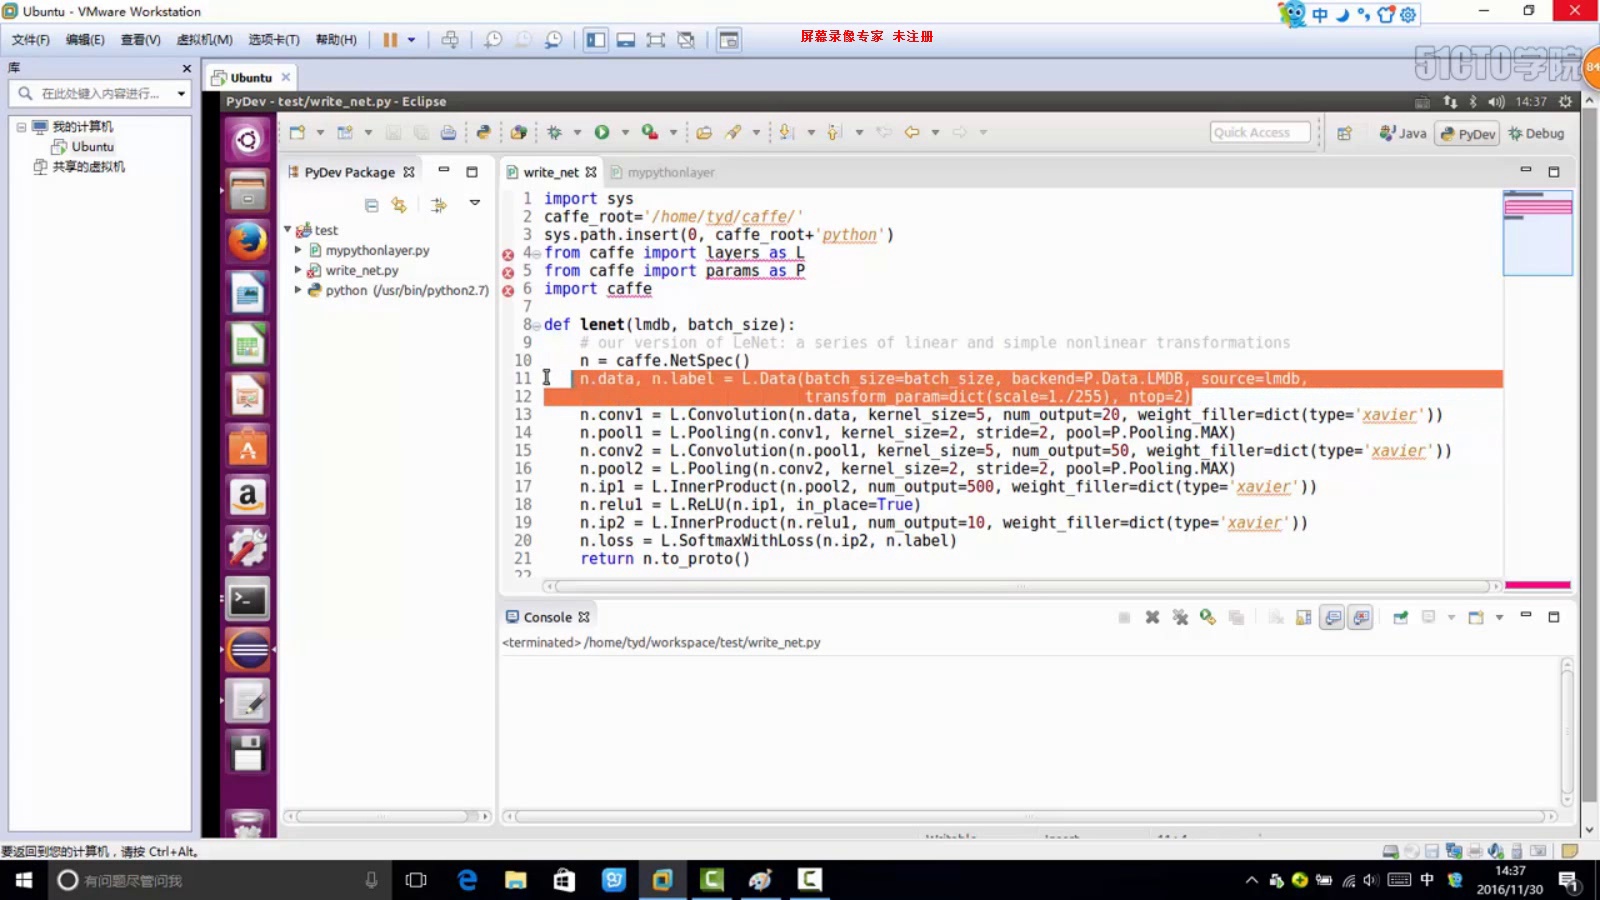 Ubuntu - VMware Workstation
中
文件(F) 编辑(E) 查看(V) 虚拟机(M) 选项卡(T) 帮助(H)
屏幕录像专家 未注册
51CTO学院
84
库
Ubuntu
在此处键入内容进行...
我的计算机
Ubuntu
共享的虚拟机
PyDev - test/write_net.py - Eclipse
14:37
Quick Access
Java
PyDev
Debug
PyDev Package
write_net
mypythonlayer
test
mypythonlayer.py
write_net.py
python (/usr/bin/python2.7)
1 import sys
2 caffe_root='/home/tyd/caffe/'
3 sys.path.insert(0, caffe_root+'python')
4 from caffe import layers as L
5 from caffe import params as P
6 import caffe
7
8 def lenet(lmdb, batch_size):
9 # our version of LeNet: a series of linear and simple nonlinear transformations
10 n = caffe.NetSpec()
11 n.data, n.label = L.Data(batch_size=batch_size, backend=P.Data.LMDB, source=lmdb,
12 transform_param=dict(scale=1./255), ntop=2)
13 n.conv1 = L.Convolution(n.data, kernel_size=5, num_output=20, weight_filler=dict(type='xavier'))
14 n.pool1 = L.Pooling(n.conv1, kernel_size=2, stride=2, pool=P.Pooling.MAX)
15 n.conv2 = L.Convolution(n.pool1, kernel_size=5, num_output=50, weight_filler=dict(type='xavier'))
16 n.pool2 = L.Pooling(n.conv2, kernel_size=2, stride=2, pool=P.Pooling.MAX)
17 n.ip1 = L.InnerProduct(n.pool2, num_output=500, weight_filler=dict(type='xavier'))
18 n.relu1 = L.ReLU(n.ip1, in_place=True)
19 n.ip2 = L.InnerProduct(n.relu1, num_output=10, weight_filler=dict(type='xavier'))
20 n.loss = L.SoftmaxWithLoss(n.ip2, n.label)
21 return n.to_proto()
22
Console
<terminated> /home/tyd/workspace/test/write_net.py
要返回到您的计算机，请按 Ctrl+Alt。
有问题尽管问我
中
14:37
2016/11/30
1